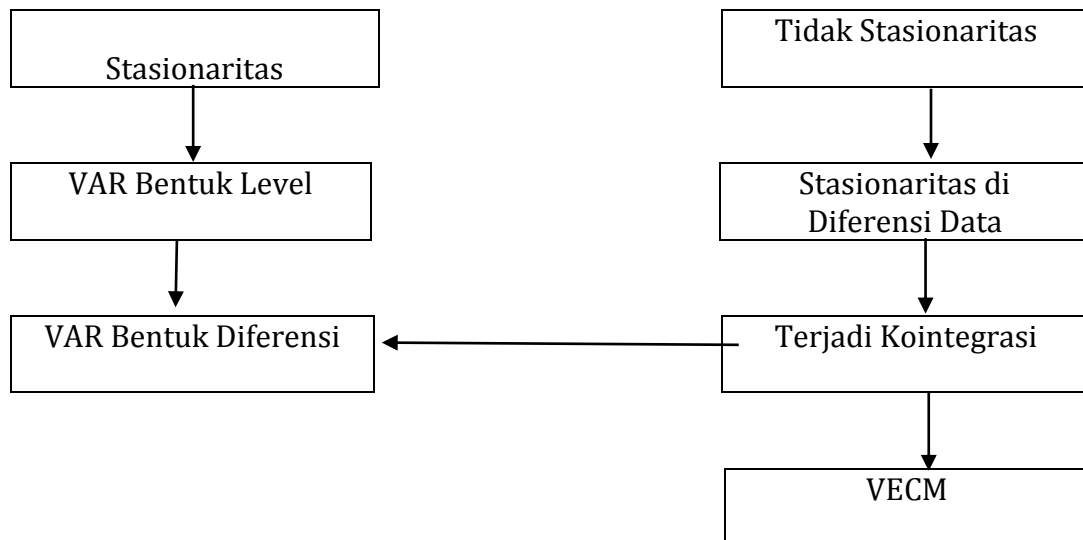 Stasionaritas
Tidak Stasionaritas
VAR Bentuk Level
Stasionaritas di
Diferensi Data
VAR Bentuk Diferensi
Terjadi Kointegrasi
VECM